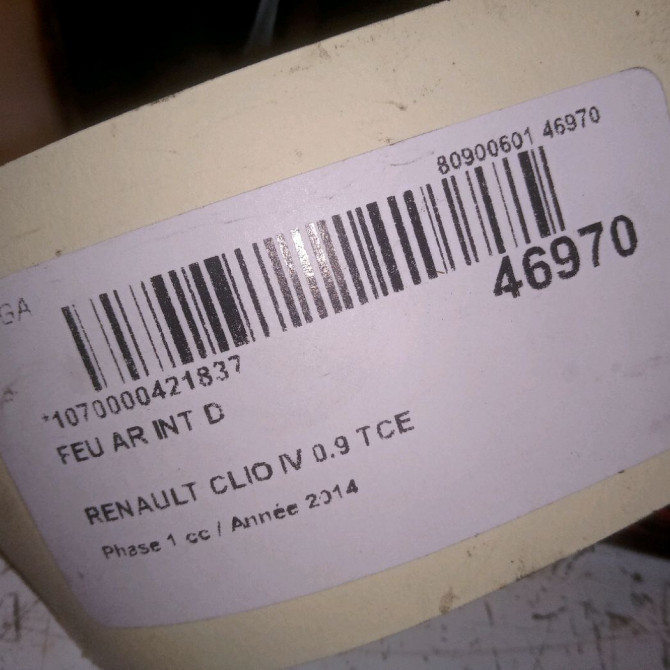 80900601 46970
46970
GA
*1070000421837
FEU AR INT D
RENAULT CLIO IV 0.9 TCE
Phase 1 cc / Année 2014